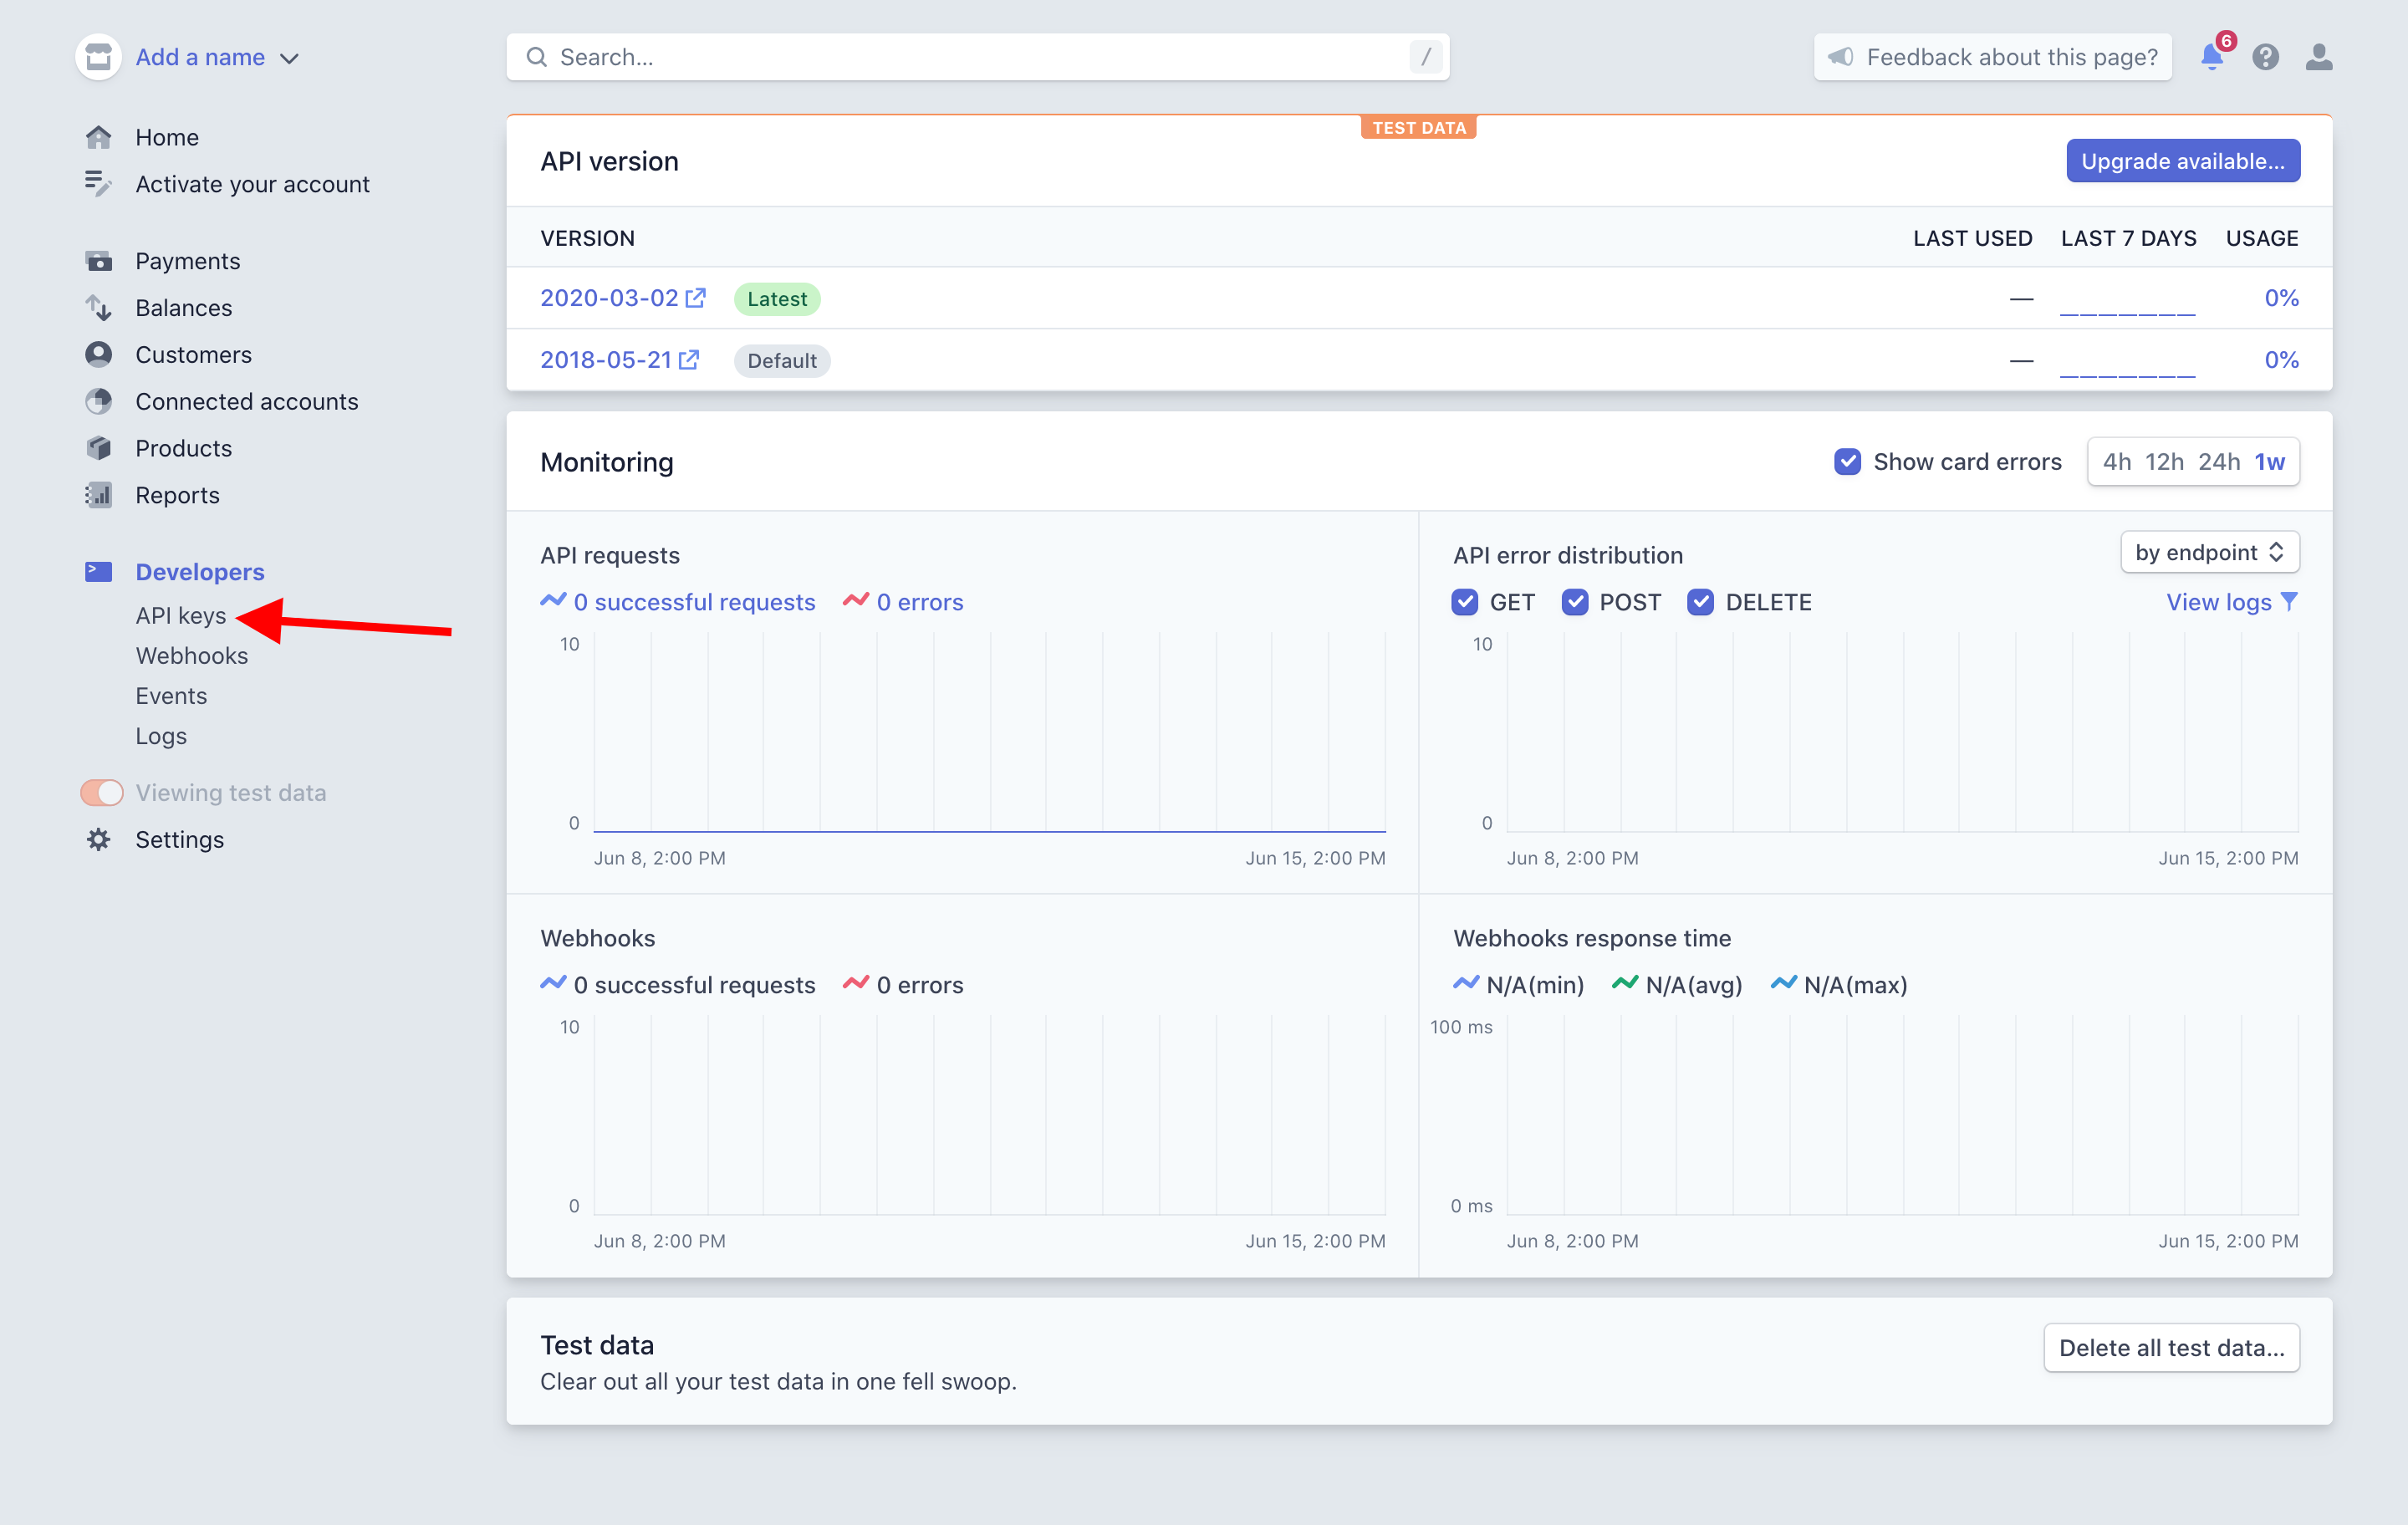 Add a name
Search...
/
Feedback about this page?
6
Home
Activate your account
Payments
Balances
Customers
Connected accounts
Products
Reports
Developers
API keys
Webhooks
Events
Logs
Viewing test data
Settings
TEST DATA
API version
Upgrade available...
VERSION LAST USED LAST 7 DAYS USAGE
2020-03-02 Latest — 0%
2018-05-21 Default — 0%
Monitoring
Show card errors 4h 12h 24h 1w
API requests
0 successful requests 0 errors
10
0
Jun 8, 2:00 PM Jun 15, 2:00 PM
API error distribution by endpoint
GET POST DELETE View logs
10
0
Jun 8, 2:00 PM Jun 15, 2:00 PM
Webhooks
0 successful requests 0 errors
10
0
Jun 8, 2:00 PM Jun 15, 2:00 PM
Webhooks response time
N/A(min) N/A(avg) N/A(max)
100 ms
0 ms
Jun 8, 2:00 PM Jun 15, 2:00 PM
Test data
Clear out all your test data in one fell swoop.
Delete all test data...